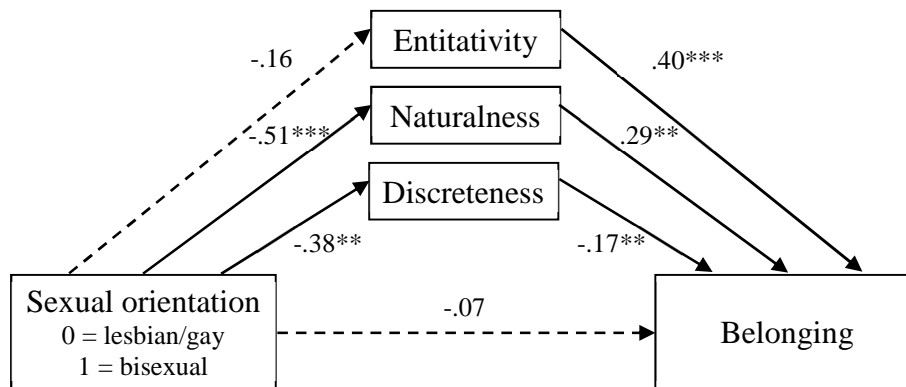 Entitativity
-.16
.40***
Naturalness
-.51***
.29**
Discreteness
-.38**
-.17**
Sexual orientation
0 = lesbian/gay
1 = bisexual
-.07
Belonging